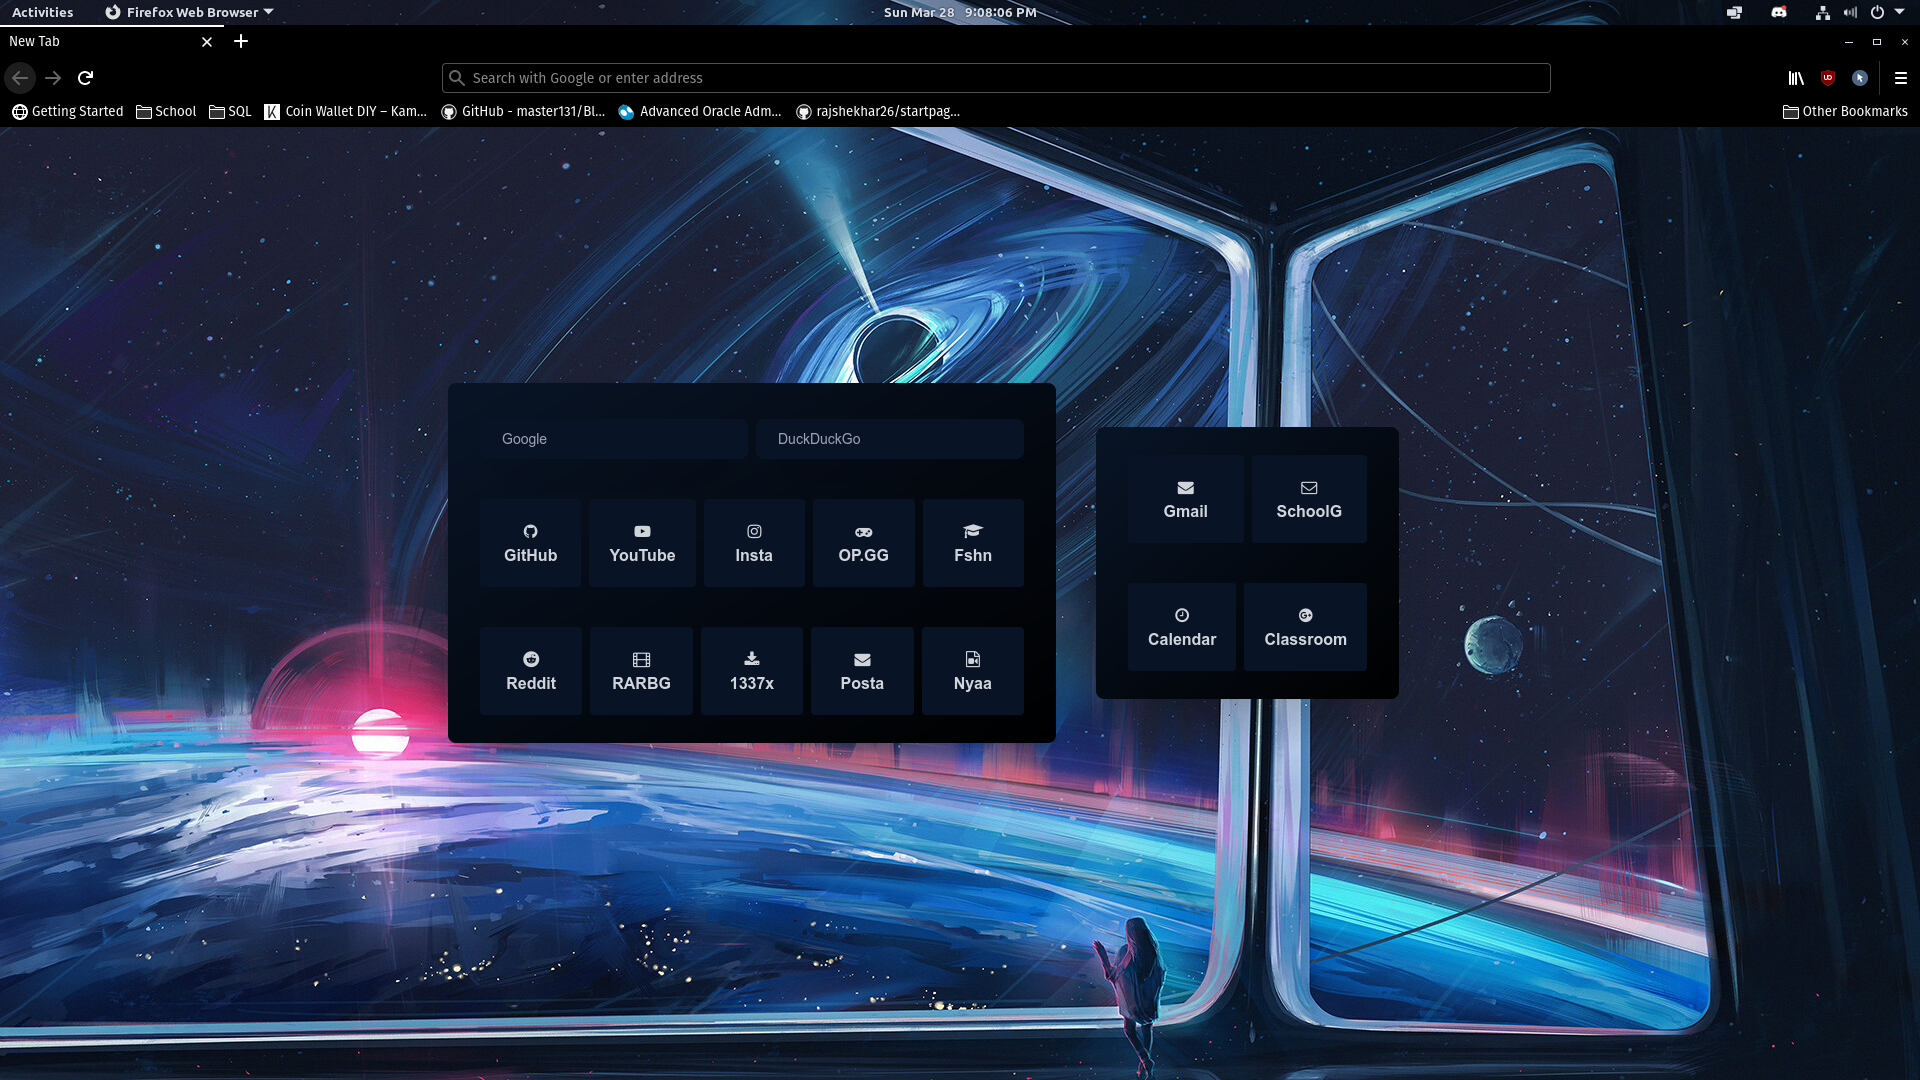 Activities Firefox Web Browser Sun Mar 28 9:08:06 PM
New Tab
Search with Google or enter address
Getting Started School SQL Coin Wallet DIY – Kam... GitHub - master131/Bl... Advanced Oracle Adm... rajshekhar26/startpag... Other Bookmarks
Google DuckDuckGo
GitHub YouTube Insta OP.GG Fshn
Reddit RARBG 1337x Posta Nyaa
Gmail SchoolG
Calendar Classroom